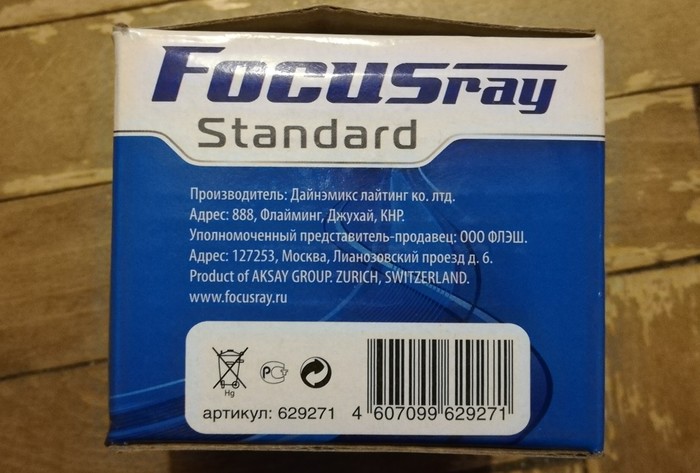 Focusray
Standard
Производитель: Дайнэмикс лайтинг ко. лтд.
Адрес: 888, Флайминг, Джухай, КНР.
Уполномоченный представитель-продавец: ООО ФЛЭШ.
Адрес: 127253, Москва, Лианозовский проезд д. 6.
Product of AKSAY GROUP. ZURICH, SWITZERLAND.
www.focusray.ru
Hg
артикул: 629271 4 607099 629271